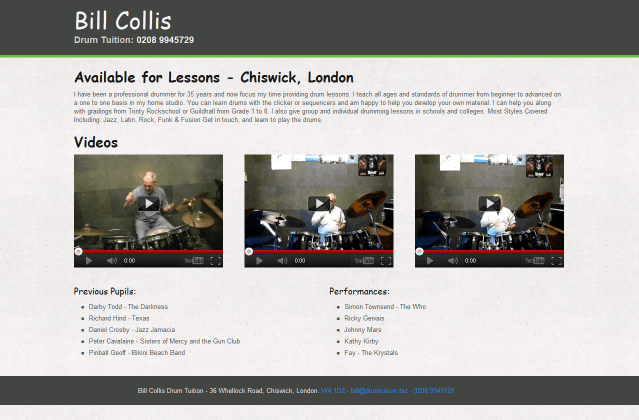 Bill Collis
Drum Tuition: 0208 9945729
Available for Lessons - Chiswick, London
I have been a professional drummer for 35 years and now focus my time providing drum lessons. I teach all ages and standards of drummer from beginner to advanced on
a one to one basis in my home studio. You can learn drums with the clicker or sequencers and am happy to help you develop your own material. I can help you along
with gradings from Trinty Rockschool or Guildhall from Grade 1 to 8. I also give group and individual drumming lessons in schools and colleges. Most Styles Covered
Including: Jazz, Latin, Rock, Funk & Fusion Get in touch, and learn to play the drums.
Videos
0:00 YouTube
0:00 YouTube
0:00 YouTube
Previous Pupils:
Darby Todd - The Darkness
Richard Hind - Texas
Daniel Crosby - Jazz Jamacia
Peter Cavalaine - Sisters of Mercy and the Gun Club
Pinball Geoff - Bikini Beach Band
Performances:
Simon Townsend - The Who
Ricky Gervais
Johnny Mars
Kathy Kirby
Fay - The Krystals
Bill Collis Drum Tuition - 36 Whellock Road, Chiswick, London. W4 1DZ - bill@drumtuition.biz - 0208 9945729